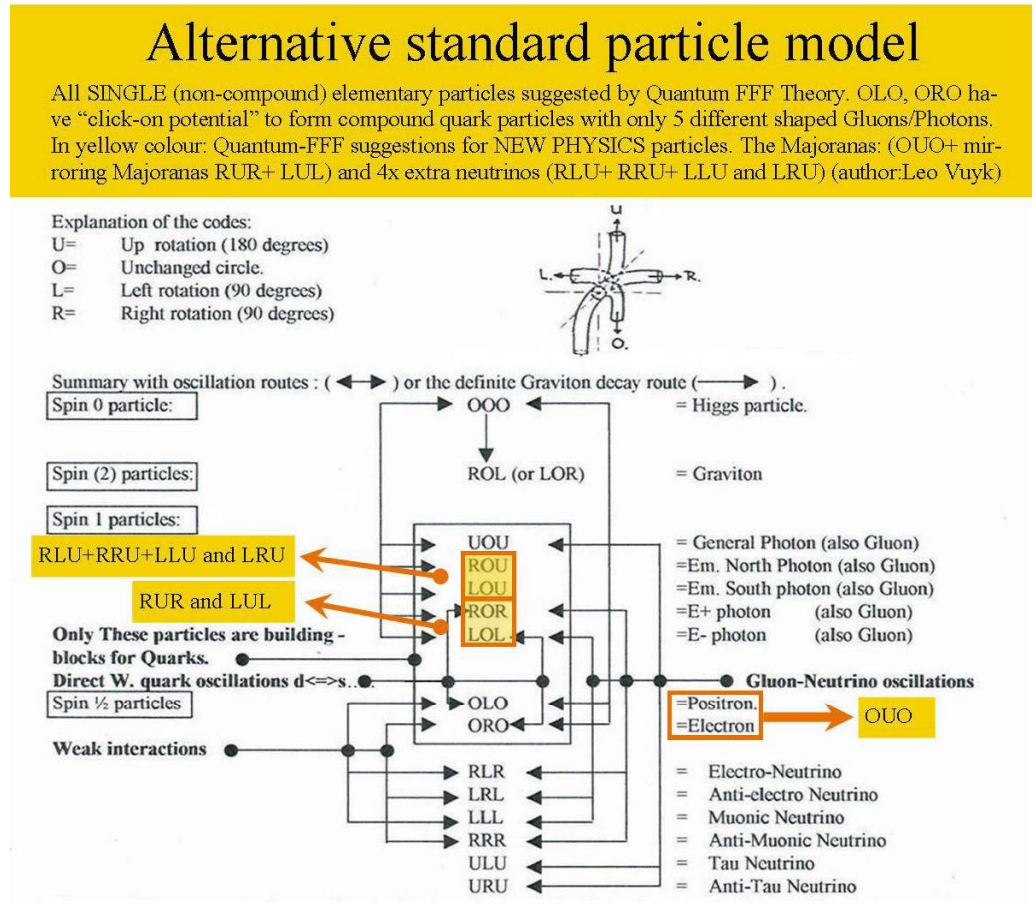 Alternative standard particle model
All SINGLE (non-compound) elementary particles suggested by Quantum FFF Theory. OLO, ORO ha-
ve “click-on potential” to form compound quark particles with only 5 different shaped Gluons/Photons.
In yellow colour: Quantum-FFF suggestions for NEW PHYSICS particles. The Majoranas: (OUO+ mir-
roring Majoranas RUR+ LUL) and 4x extra neutrinos (RLU+ RRU+ LLU and LRU) (author:Leo Vuyk)
Explanation of the codes:
U= Up rotation (180 degrees)
O= Unchanged circle.
L= Left rotation (90 degrees)
R= Right rotation (90 degrees)
U
L. R.
O.
Summary with oscillation routes : ( ◄─► ) or the definite Graviton decay route (──► ) .
Spin 0 particle: OOO = Higgs particle.
Spin (2) particles: ROL (or LOR) = Graviton
Spin 1 particles:
UOU = General Photon (also Gluon)
RLU+RRU+LLU and LRU ROU =Em. North Photon (also Gluon)
LOU =Em. South photon (also Gluon)
RUR and LUL ROR =E+ photon (also Gluon)
Only These particles are building - LOL =E- photon (also Gluon)
blocks for Quarks.
Direct W. quark oscillations d<=>s.... Gluon-Neutrino oscillations
Spin ½ particles OLO =Positron. OUO
ORO =Electron
Weak interactions
RLR = Electro-Neutrino
LRL = Anti-electro Neutrino
LLL = Muonic Neutrino
RRR = Anti-Muonic Neutrino
ULU = Tau Neutrino
URU = Anti-Tau Neutrino